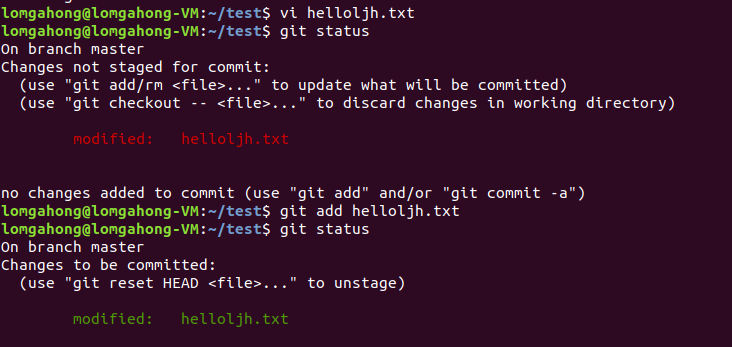 lomgahong@lomgahong-VM:~/test$ vi helloljh.txt
lomgahong@lomgahong-VM:~/test$ git status
On branch master
Changes not staged for commit:
  (use "git add/rm <file>..." to update what will be committed)
  (use "git checkout -- <file>..." to discard changes in working directory)
        modified:   helloljh.txt
no changes added to commit (use "git add" and/or "git commit -a")
lomgahong@lomgahong-VM:~/test$ git add helloljh.txt
lomgahong@lomgahong-VM:~/test$ git status
On branch master
Changes to be committed:
  (use "git reset HEAD <file>..." to unstage)
        modified:   helloljh.txt